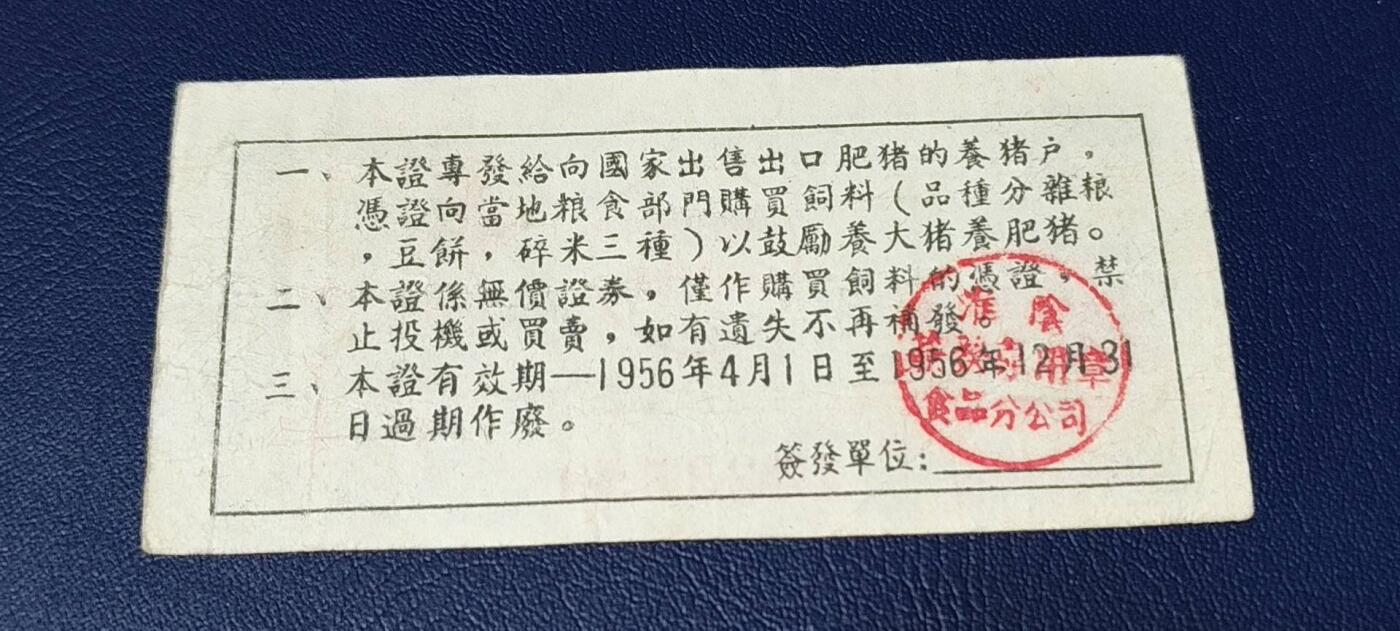 一、本證專發給向國家出售出口肥猪的養猪户，
憑證向當地粮食部門購買飼料（品種分雜粮
，豆餅，碎米三種）以鼓勵養大猪養肥猪。
二、本證係無價證券，僅作購買飼料的憑證，禁
止投機或買賣，如有遺失不再補發。
三、本證有效期—1956年4月1日至1956年12月31
日過期作廢。
簽發單位：
淮陰
專用章
食品分公司